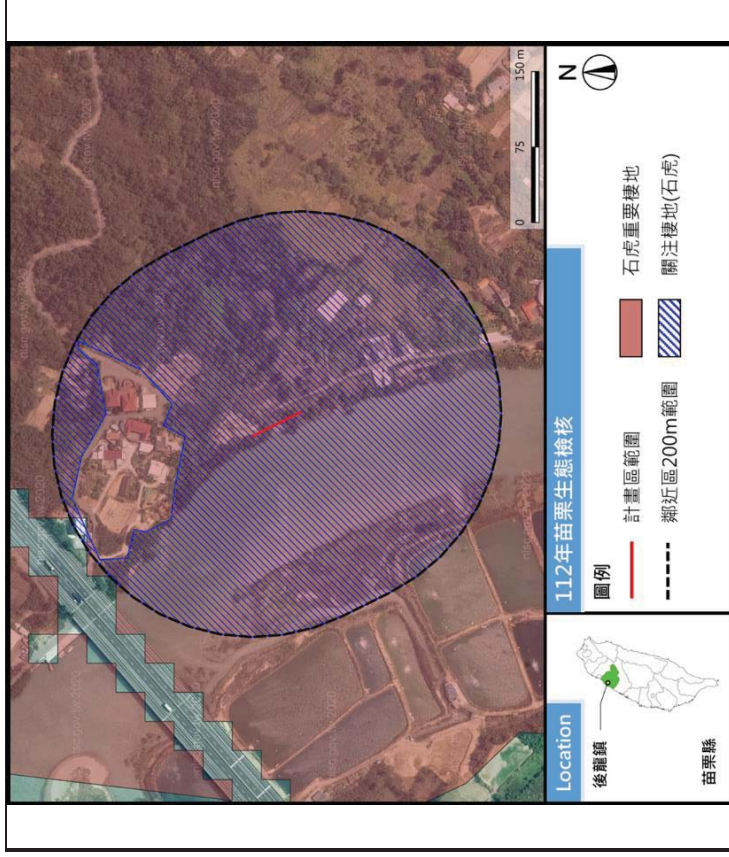 0 75 150 m
N
Location
後龍鎮
苗栗縣
112年苗栗生態檢核
圖例
計畫區範圍
鄰近區200m範圍
石虎重要棲地
關注棲地(石虎)